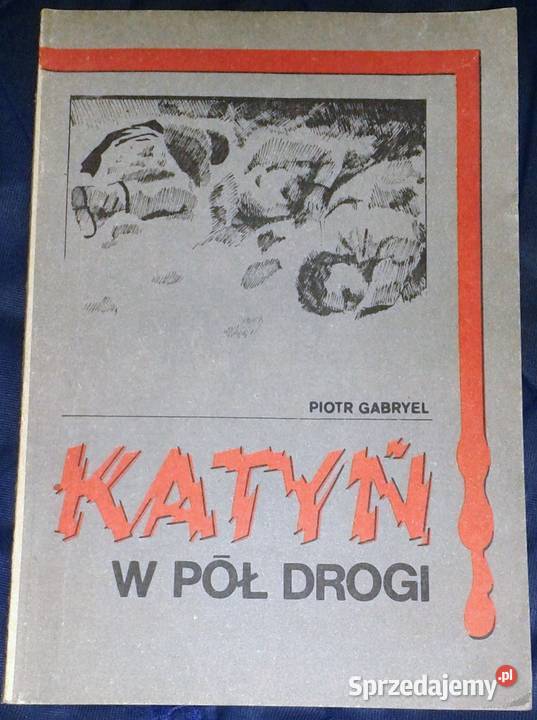 PIOTR GABRYEL
KATYŃ
W PÓŁ DROGI
Sprzedajemy.pl